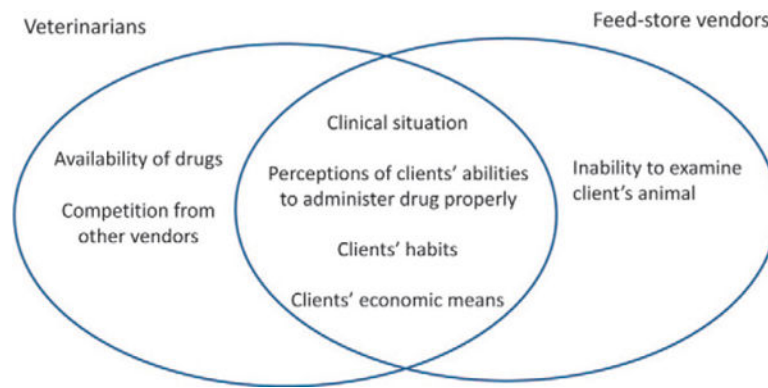 Veterinarians
Feed-store vendors
Availability of drugs
Competition from
other vendors
Clinical situation
Perceptions of clients’ abilities
to administer drug properly
Clients’ habits
Clients’ economic means
Inability to examine
client’s animal